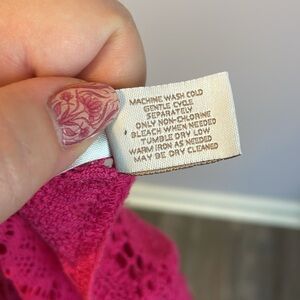 MACHINE WASH COLD
GENTLE CYCLE
SEPARATELY
ONLY NON-CHLORINE
BLEACH WHEN NEEDED
TUMBLE DRY LOW
WARM IRON AS NEEDED
MAY BE DRY CLEANED